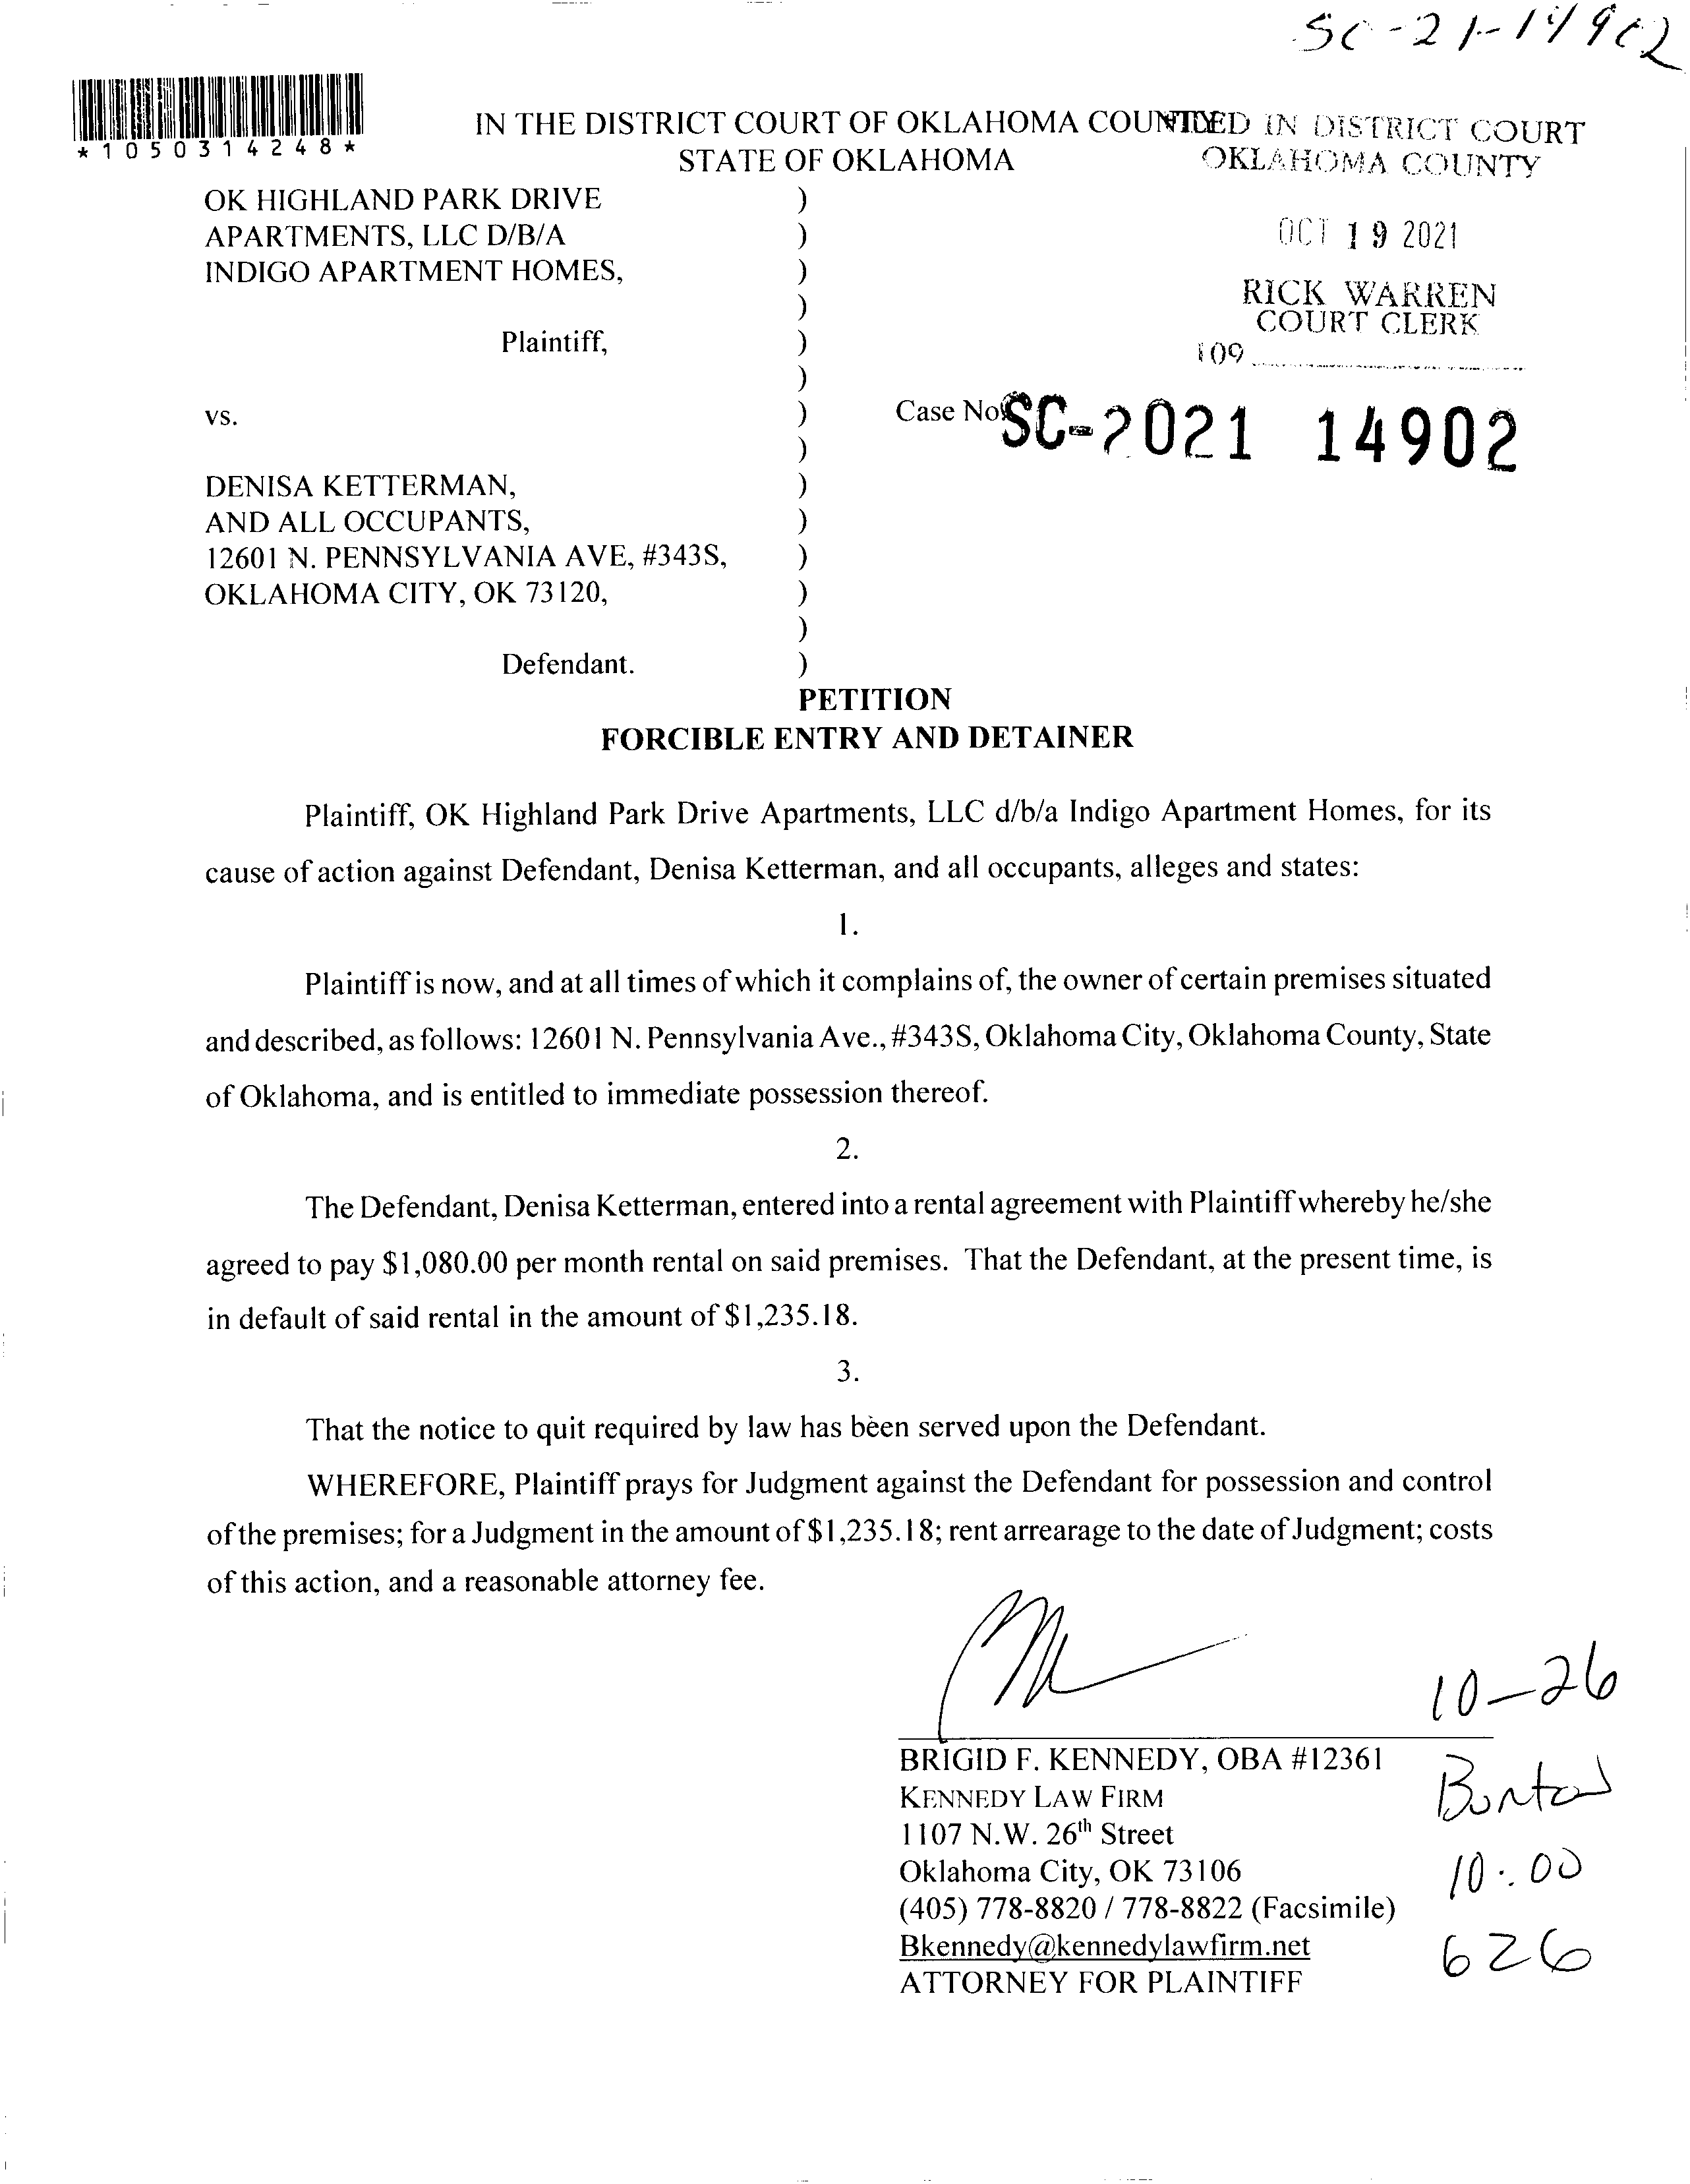 SC-21-14902
*1050314248*
IN THE DISTRICT COURT OF OKLAHOMA COUNTY
STATE OF OKLAHOMA
FILED IN DISTRICT COURT
OKLAHOMA COUNTY
OCT 19 2021
RICK WARREN
COURT CLERK
109
OK HIGHLAND PARK DRIVE )
APARTMENTS, LLC D/B/A )
INDIGO APARTMENT HOMES, )
)
Plaintiff, )
)
vs. ) Case No. SC-2021 14902
)
DENISA KETTERMAN, )
AND ALL OCCUPANTS, )
12601 N. PENNSYLVANIA AVE, #343S, )
OKLAHOMA CITY, OK 73120, )
)
Defendant. )
PETITION
FORCIBLE ENTRY AND DETAINER
Plaintiff, OK Highland Park Drive Apartments, LLC d/b/a Indigo Apartment Homes, for its
cause of action against Defendant, Denisa Ketterman, and all occupants, alleges and states:
1.
Plaintiff is now, and at all times of which it complains of, the owner of certain premises situated
and described, as follows: 12601 N. Pennsylvania Ave., #343S, Oklahoma City, Oklahoma County, State
of Oklahoma, and is entitled to immediate possession thereof.
2.
The Defendant, Denisa Ketterman, entered into a rental agreement with Plaintiff whereby he/she
agreed to pay $1,080.00 per month rental on said premises. That the Defendant, at the present time, is
in default of said rental in the amount of $1,235.18.
3.
That the notice to quit required by law has been served upon the Defendant.
WHEREFORE, Plaintiff prays for Judgment against the Defendant for possession and control
of the premises; for a Judgment in the amount of $1,235.18; rent arrearage to the date of Judgment; costs
of this action, and a reasonable attorney fee.
10-26
BRIGID F. KENNEDY, OBA #12361
KENNEDY LAW FIRM
1107 N.W. 26th Street
Oklahoma City, OK 73106
10:00
(405) 778-8820 / 778-8822 (Facsimile)
Bkennedy@kennedylawfirm.net
626
ATTORNEY FOR PLAINTIFF